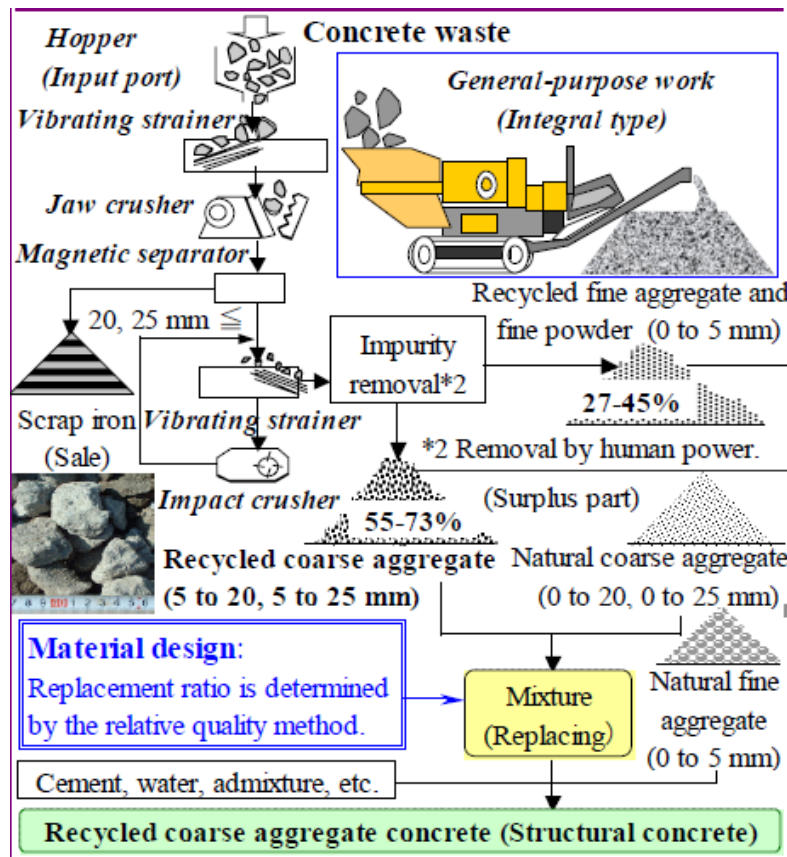 Concrete waste
Hopper
(Input port)
Vibrating strainer
Jaw crusher
Magnetic separator
General-purpose work
(Integral type)
20, 25 mm ≦
Scrap iron
(Sale)
Vibrating strainer
Impact crusher
Impurity
removal*2
Recycled fine aggregate and
fine powder (0 to 5 mm)
27-45%
*2 Removal by human power.
(Surplus part)
55-73%
Recycled coarse aggregate
(5 to 20, 5 to 25 mm)
Natural coarse aggregate
(0 to 20, 0 to 25 mm)
Material design:
Replacement ratio is determined
by the relative quality method.
Mixture
(Replacing)
Natural fine
aggregate
(0 to 5 mm)
Cement, water, admixture, etc.
Recycled coarse aggregate concrete (Structural concrete)